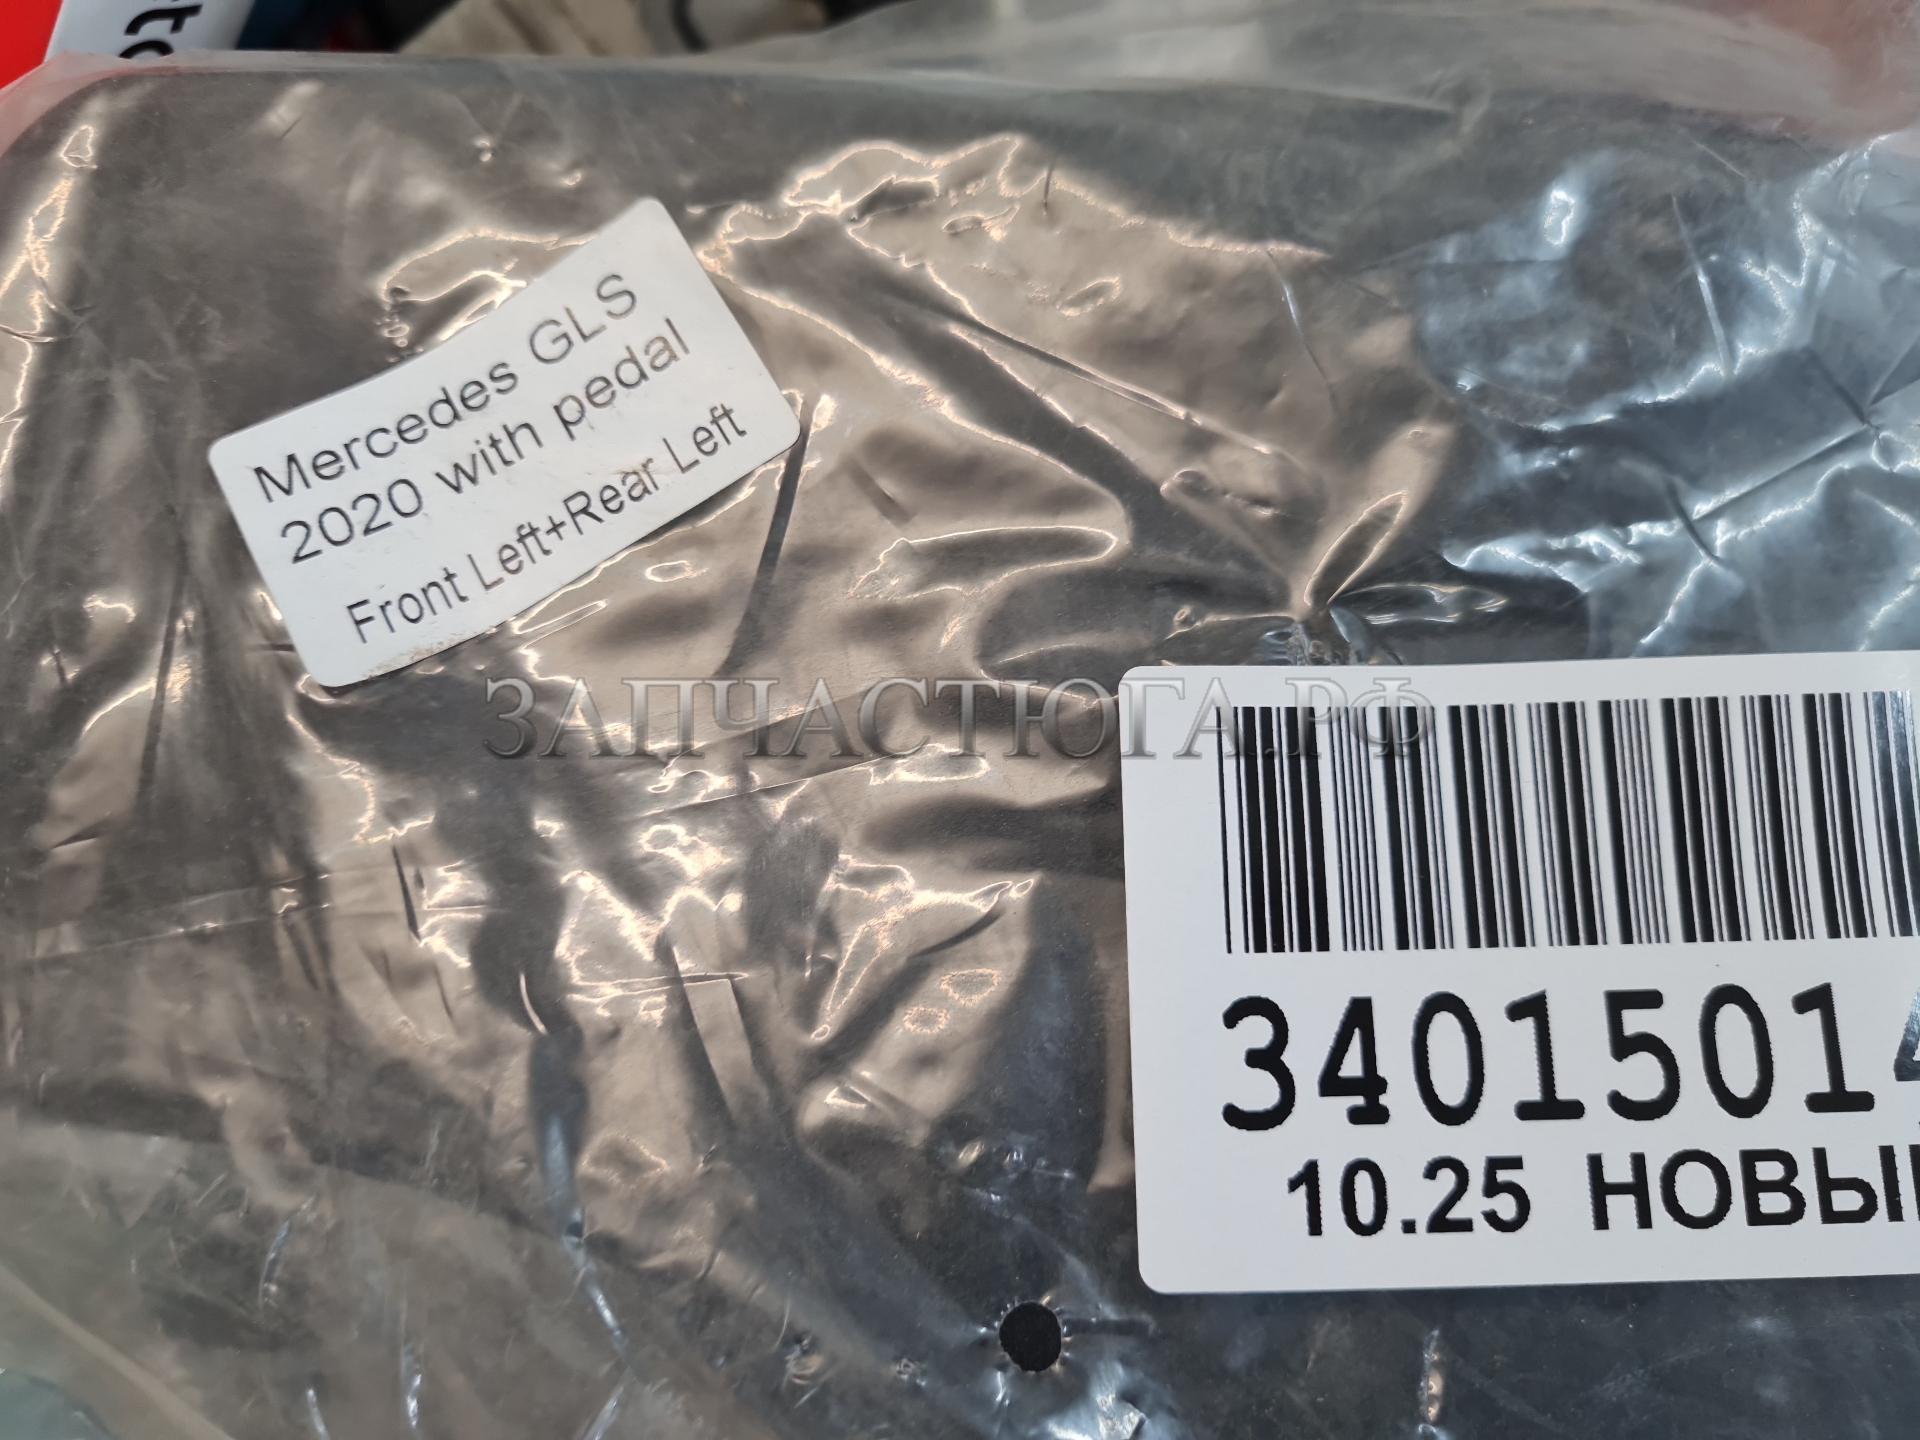 Mercedes GLS
2020 with pedal
Front Left+Rear Left
ЗАПЧАСТЮГА.РФ
3401501
10.25